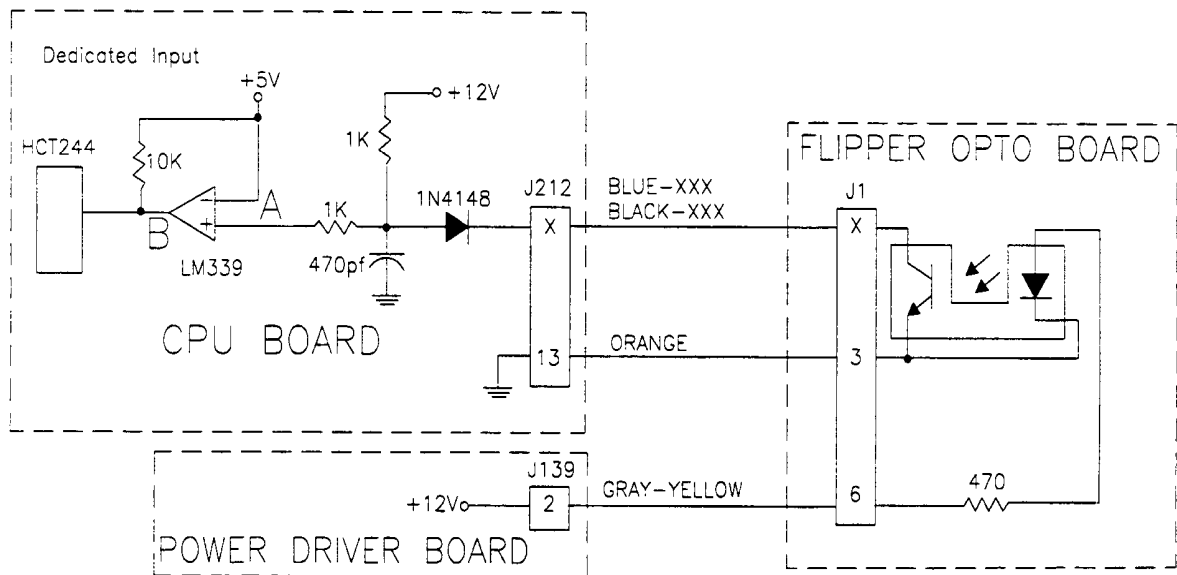 Dedicated Input
+5V
+12V
HCT244
10K
1K
A
B
-
+
LM339
1K
470pf
1N4148
CPU BOARD
J212
X
13
BLUE-XXX
BLACK-XXX
ORANGE
FLIPPER OPTO BOARD
J1
X
3
6
470
J139
+12V
2
GRAY-YELLOW
POWER DRIVER BOARD